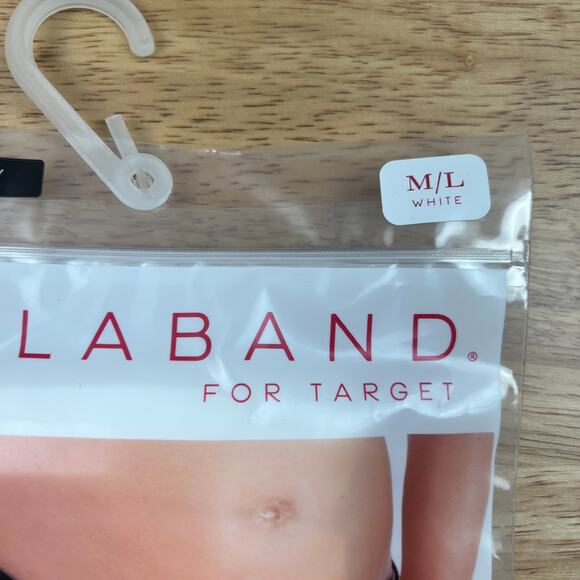 M/L
WHITE
LABAND®
FOR TARGET